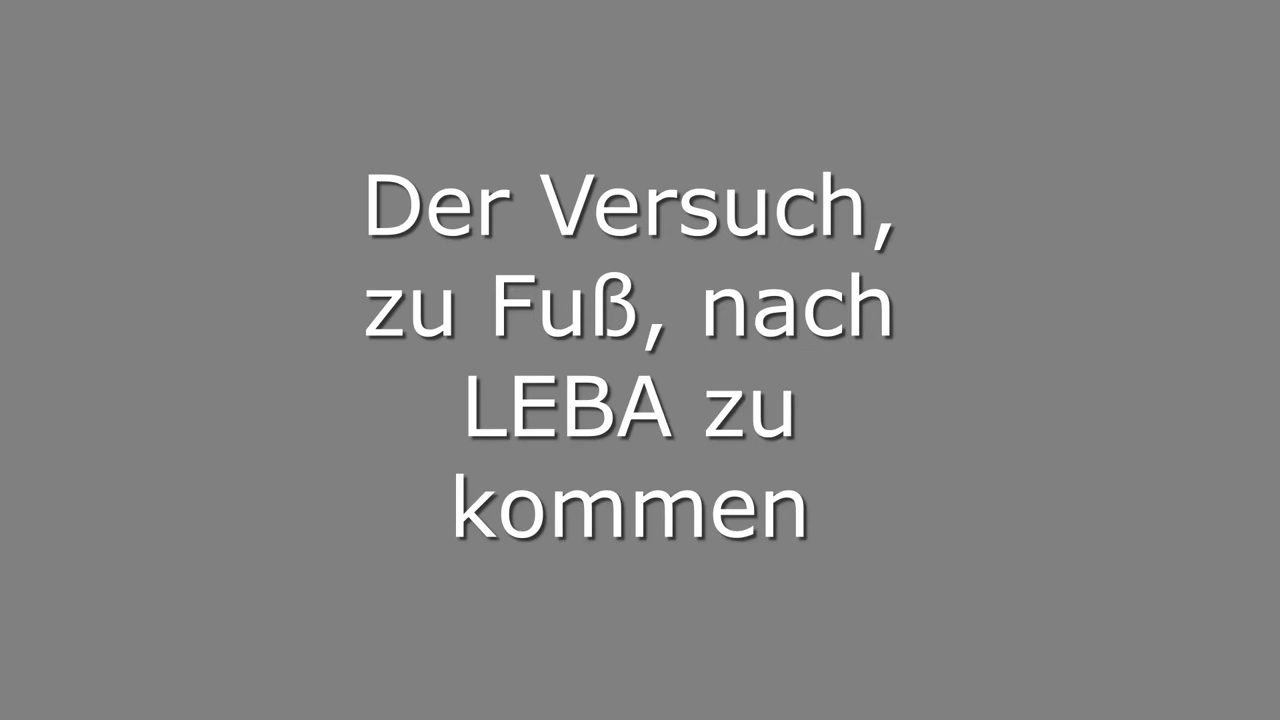 Der Versuch,
zu Fuß, nach
LEBA zu
kommen